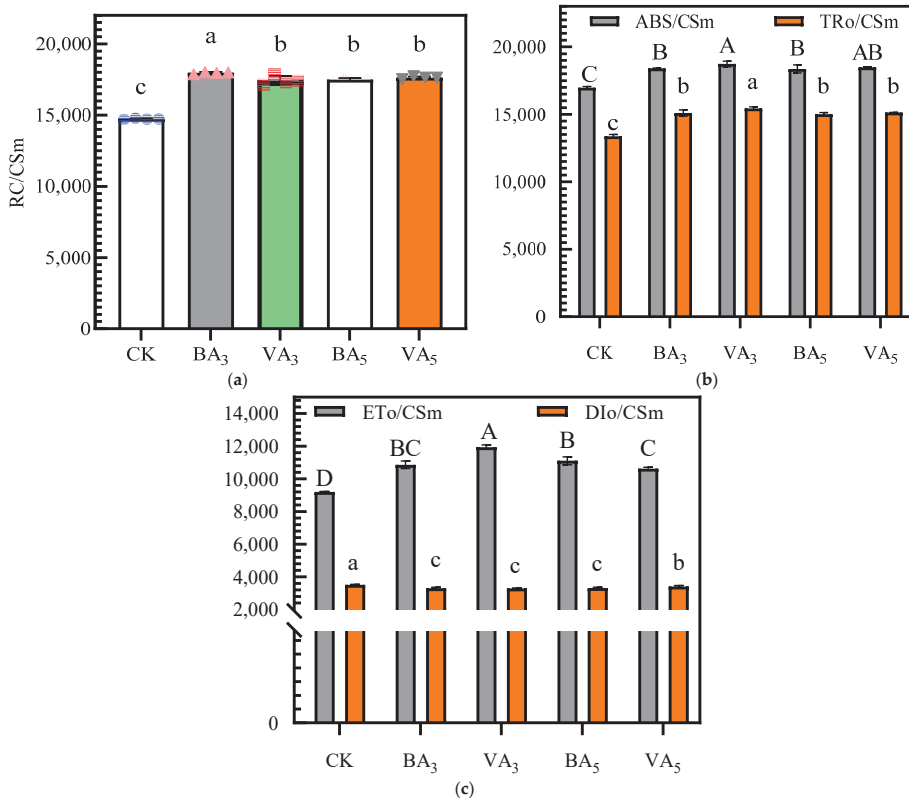 RC/CSm
20,000
15,000
10,000
5,000
0
c
a
b
b
b
CK
BA₃
VA₃
BA₅
VA₅
(a)
ABS/CSm
TRo/CSm
20,000
15,000
10,000
5,000
0
C
c
B
b
A
a
B
b
AB
b
CK
BA₃
VA₃
BA₅
VA₅
(b)
ETo/CSm
DIo/CSm
14,000
12,000
10,000
8,000
6,000
4,000
2,000
0
D
a
BC
c
A
c
B
c
C
b
CK
BA₃
VA₃
BA₅
VA₅
(c)